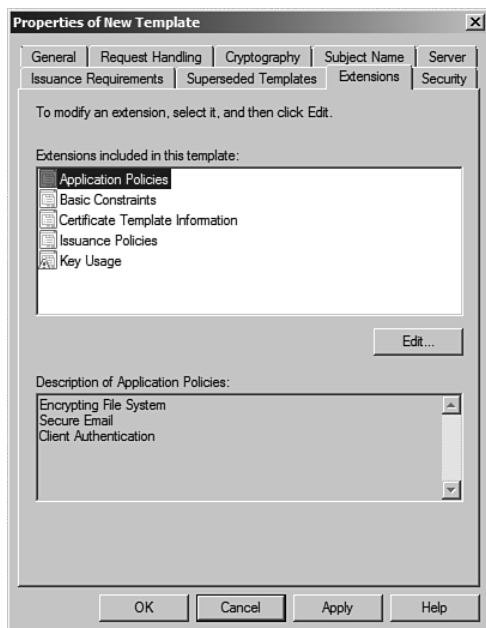 Properties of New Template
General Request Handling Cryptography Subject Name Server
Issuance Requirements Superseded Templates Extensions Security
To modify an extension, select it, and then click Edit.
Extensions included in this template:
Application Policies
Basic Constraints
Certificate Template Information
Issuance Policies
Key Usage
Edit...
Description of Application Policies:
Encrypting File System
Secure Email
Client Authentication
OK Cancel Apply Help